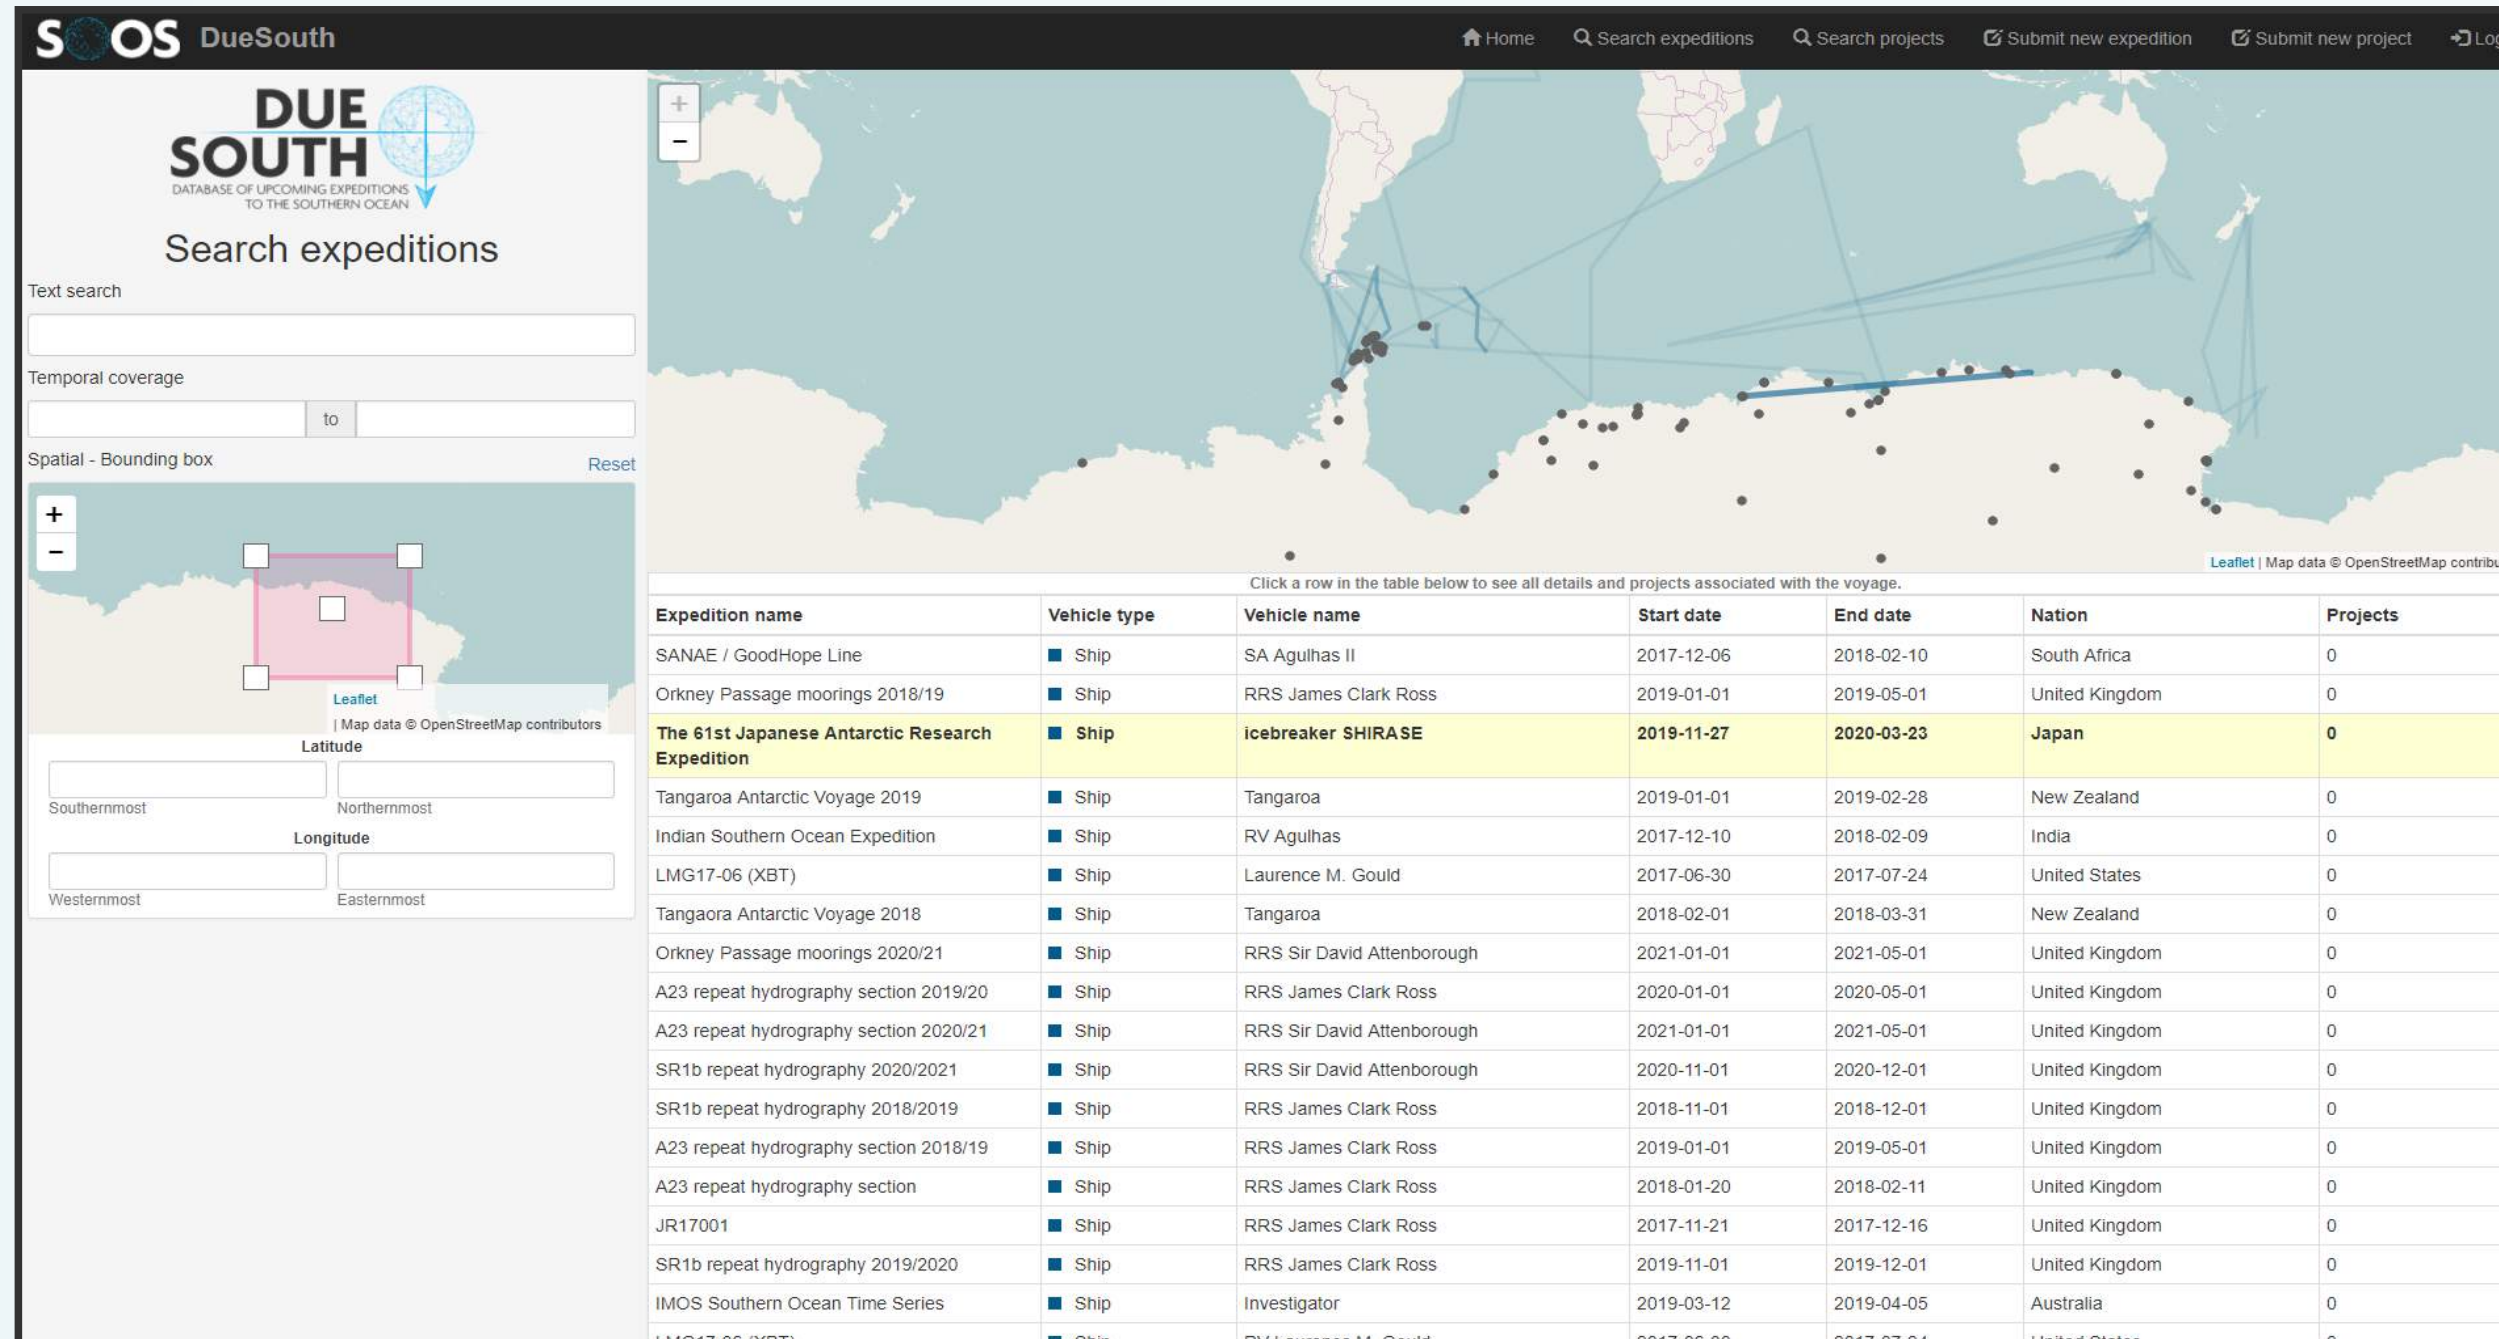 SOOS DueSouth Home Search expeditions Search projects Submit new expedition Submit new project Log
DUE
SOUTH
DATABASE OF UPCOMING EXPEDITIONS
TO THE SOUTHERN OCEAN
Search expeditions
Text search
Temporal coverage
to
Spatial - Bounding box Reset
+
−
Leaflet
| Map data © OpenStreetMap contributors
Latitude
Southernmost Northernmost
Longitude
Westernmost Easternmost
+
−
Leaflet | Map data © OpenStreetMap contribu
Click a row in the table below to see all details and projects associated with the voyage.
Expedition name Vehicle type Vehicle name Start date End date Nation Projects
SANAE / GoodHope Line Ship SA Agulhas II 2017-12-06 2018-02-10 South Africa 0
Orkney Passage moorings 2018/19 Ship RRS James Clark Ross 2019-01-01 2019-05-01 United Kingdom 0
The 61st Japanese Antarctic Research Ship icebreaker SHIRASE 2019-11-27 2020-03-23 Japan 0
Expedition
Tangaroa Antarctic Voyage 2019 Ship Tangaroa 2019-01-01 2019-02-28 New Zealand 0
Indian Southern Ocean Expedition Ship RV Agulhas 2017-12-10 2018-02-09 India 0
LMG17-06 (XBT) Ship Laurence M. Gould 2017-06-30 2017-07-24 United States 0
Tangaora Antarctic Voyage 2018 Ship Tangaroa 2018-02-01 2018-03-31 New Zealand 0
Orkney Passage moorings 2020/21 Ship RRS Sir David Attenborough 2021-01-01 2021-05-01 United Kingdom 0
A23 repeat hydrography section 2019/20 Ship RRS James Clark Ross 2020-01-01 2020-05-01 United Kingdom 0
A23 repeat hydrography section 2020/21 Ship RRS Sir David Attenborough 2021-01-01 2021-05-01 United Kingdom 0
SR1b repeat hydrography 2020/2021 Ship RRS Sir David Attenborough 2020-11-01 2020-12-01 United Kingdom 0
SR1b repeat hydrography 2018/2019 Ship RRS James Clark Ross 2018-11-01 2018-12-01 United Kingdom 0
A23 repeat hydrography section 2018/19 Ship RRS James Clark Ross 2019-01-01 2019-05-01 United Kingdom 0
A23 repeat hydrography section Ship RRS James Clark Ross 2018-01-20 2018-02-11 United Kingdom 0
JR17001 Ship RRS James Clark Ross 2017-11-21 2017-12-16 United Kingdom 0
SR1b repeat hydrography 2019/2020 Ship RRS James Clark Ross 2019-11-01 2019-12-01 United Kingdom 0
IMOS Southern Ocean Time Series Ship Investigator 2019-03-12 2019-04-05 Australia 0